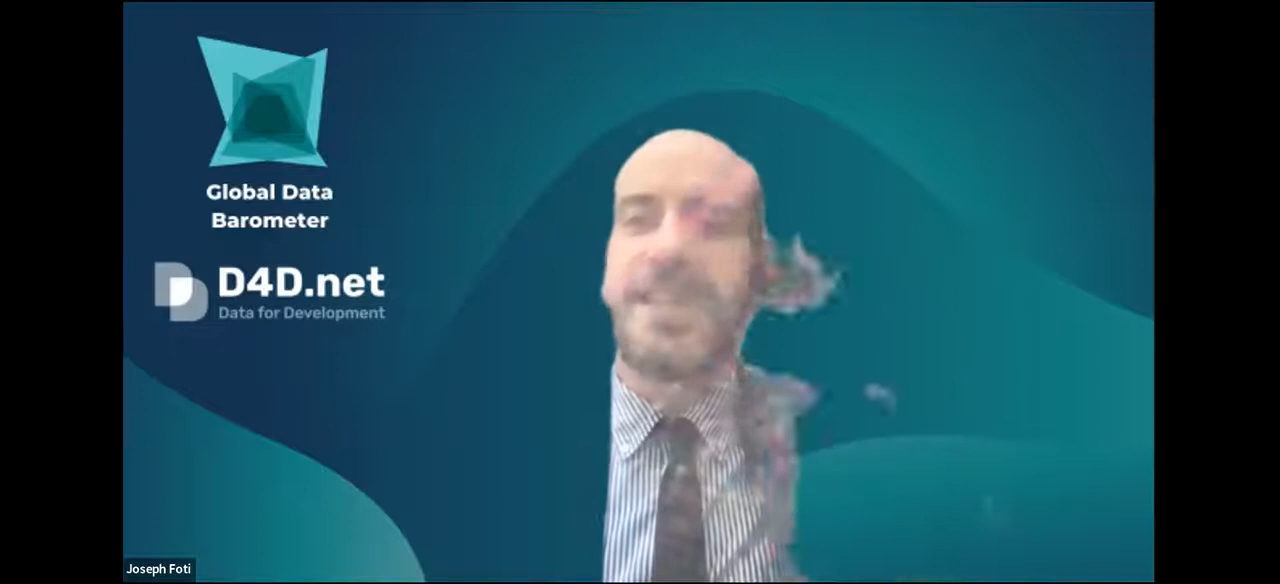 Global Data
Barometer
D4D.net
Data for Development
Joseph Foti